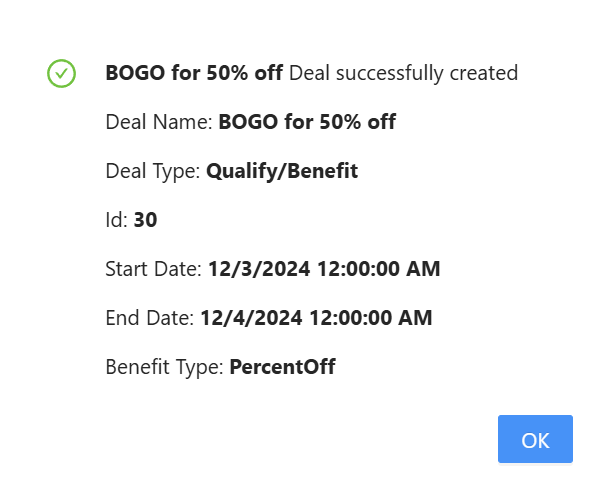 BOGO for 50% off Deal successfully created
Deal Name: BOGO for 50% off
Deal Type: Qualify/Benefit
Id: 30
Start Date: 12/3/2024 12:00:00 AM
End Date: 12/4/2024 12:00:00 AM
Benefit Type: PercentOff
OK